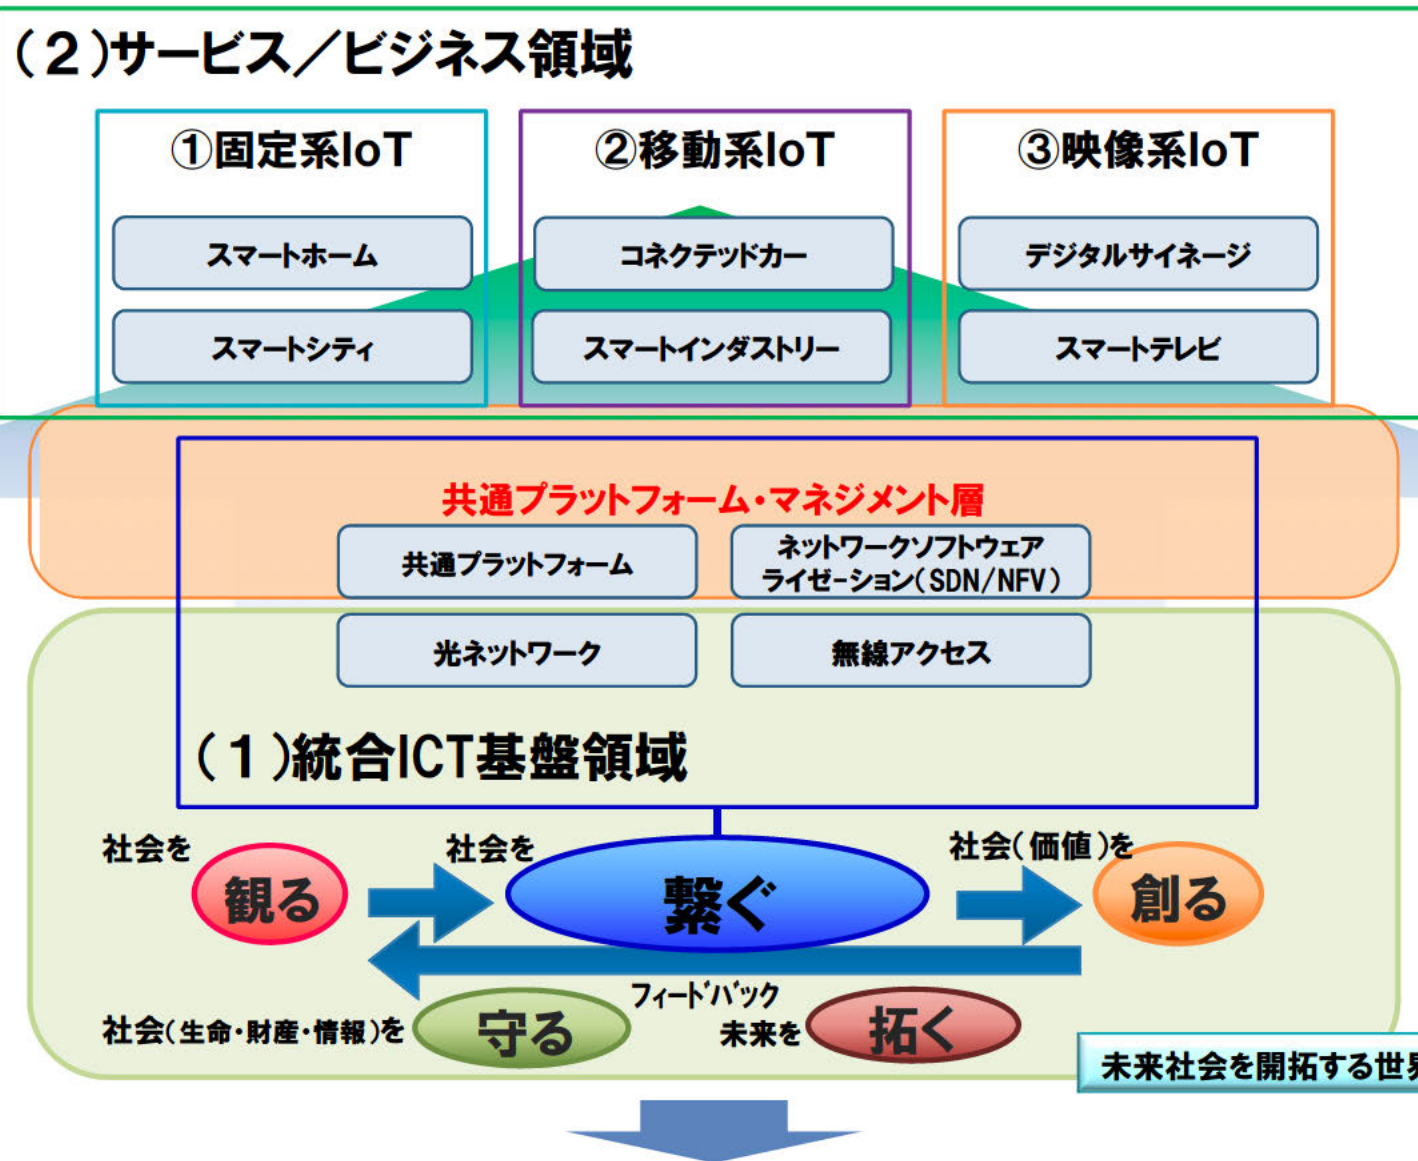 （２）サービス／ビジネス領域
①固定系IoT
スマートホーム
スマートシティ
②移動系IoT
コネクテッドカー
スマートインダストリー
③映像系IoT
デジタルサイネージ
スマートテレビ
共通プラットフォーム・マネジメント層
共通プラットフォーム
ネットワークソフトウェア
ライゼｰション（SDN/NFV）
光ネットワーク
無線アクセス
（１）統合ICT基盤領域
社会を
観る
社会を
繋ぐ
社会（価値）を
創る
フィードバック
社会（生命・財産・情報）を
守る
未来を
拓く
未来社会を開拓する世